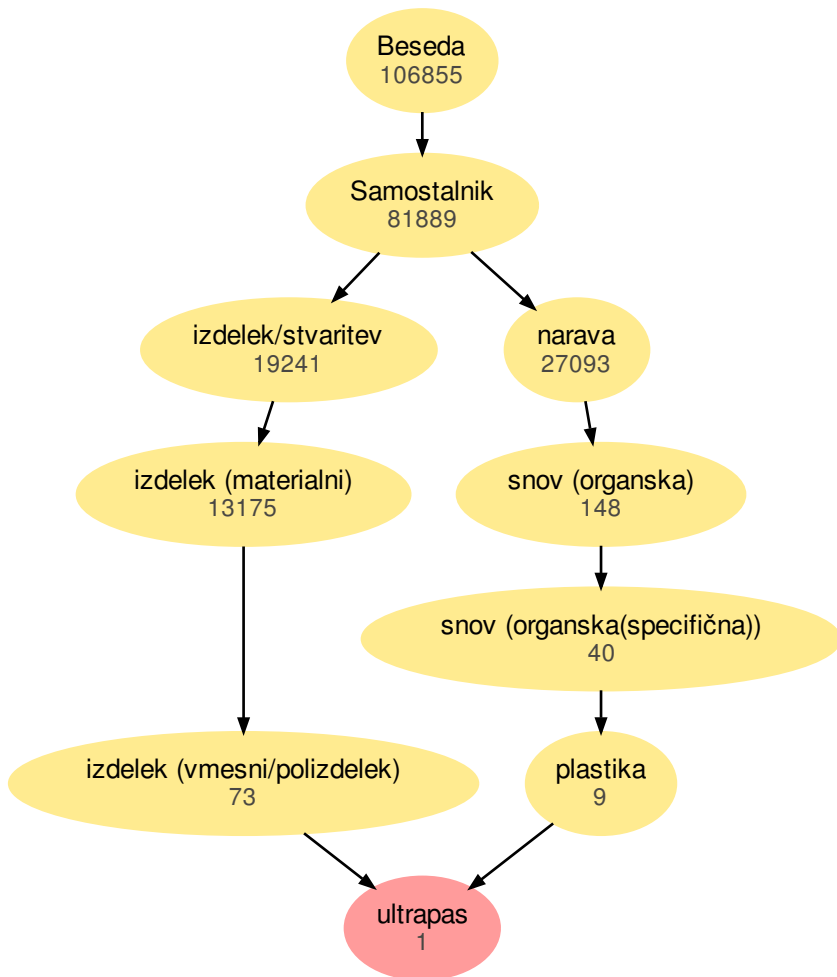 Beseda
106855
Samostalnik
81889
izdelek/stvaritev
19241
narava
27093
izdelek (materialni)
13175
snov (organska)
148
snov (organska(specifična))
40
izdelek (vmesni/polizdelek)
73
plastika
9
ultrapas
1